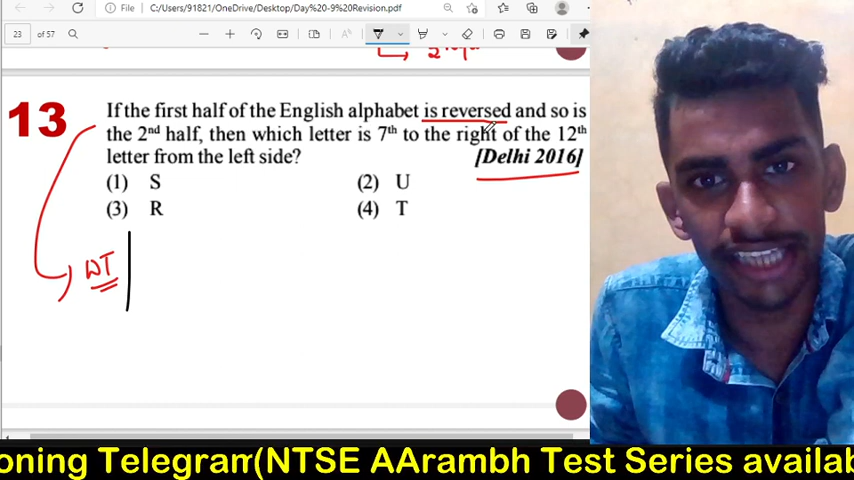 File
C:/Users/91821/OneDrive/Desktop/Day%20-9%20Revision.pdf
23 of 57
13
If the first half of the English alphabet is reversed and so is
the 2nd half, then which letter is 7th to the right of the 12th
letter from the left side? [Delhi 2016]
(1) S (2) U
(3) R (4) T
WT
oning Telegram(NTSE AArambh Test Series availab